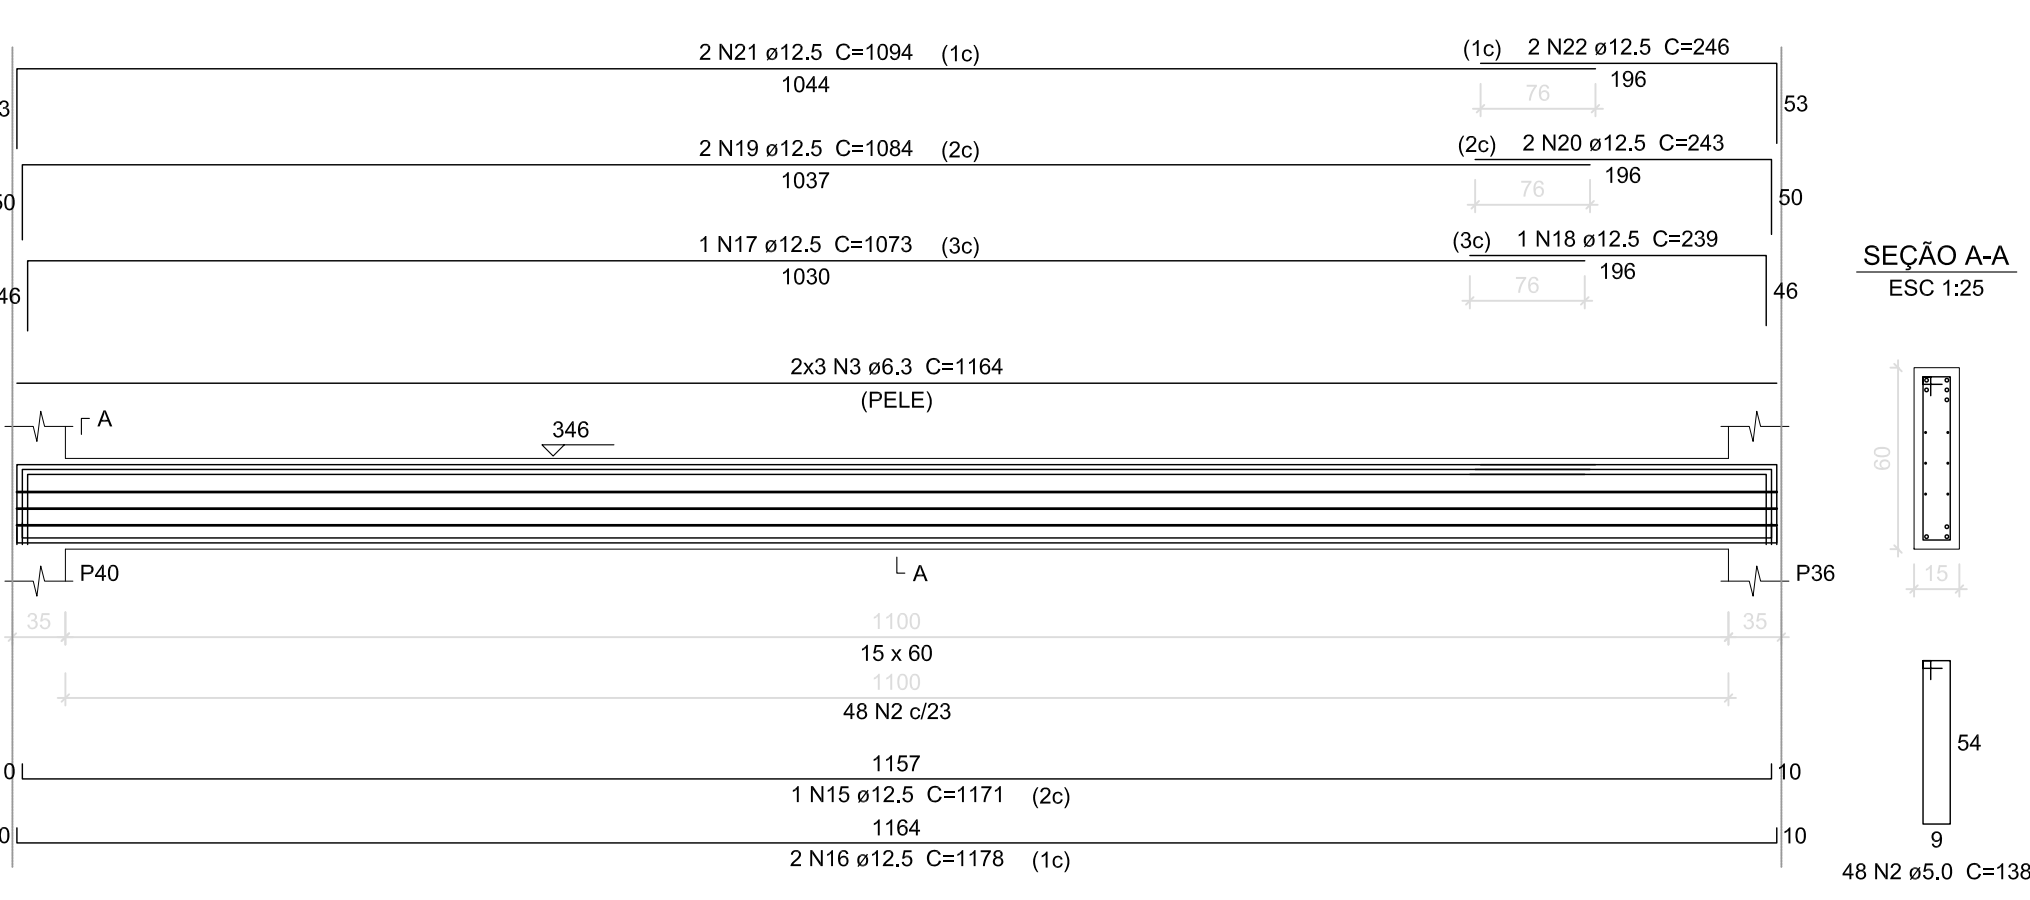 2 N21 ø12.5 C=1094 (1c)
1044
(1c) 2 N22 ø12.5 C=246
196
76
3
53
2 N19 ø12.5 C=1084 (2c)
1037
(2c) 2 N20 ø12.5 C=243
196
76
50
50
1 N17 ø12.5 C=1073 (3c)
1030
(3c) 1 N18 ø12.5 C=239
196
76
46
46
SEÇÃO A-A
ESC 1:25
2x3 N3 ø6.3 C=1164
(PELE)
A
346
60
15
P40
A
P36
35
1100
35
15 x 60
1100
48 N2 c/23
1157
0
10
1 N15 ø12.5 C=1171 (2c)
1164
0
10
2 N16 ø12.5 C=1178 (1c)
54
9
48 N2 ø5.0 C=138